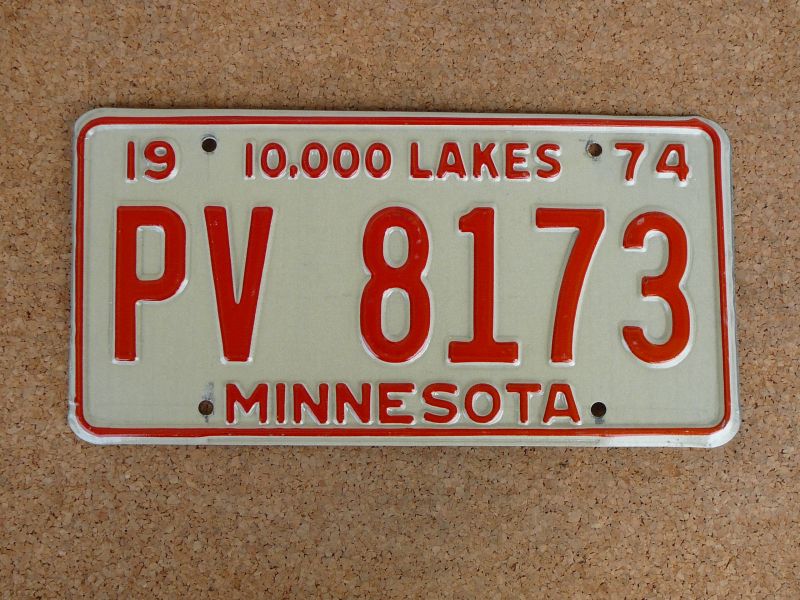 19 10,000 LAKES 74
PV 8173
MINNESOTA